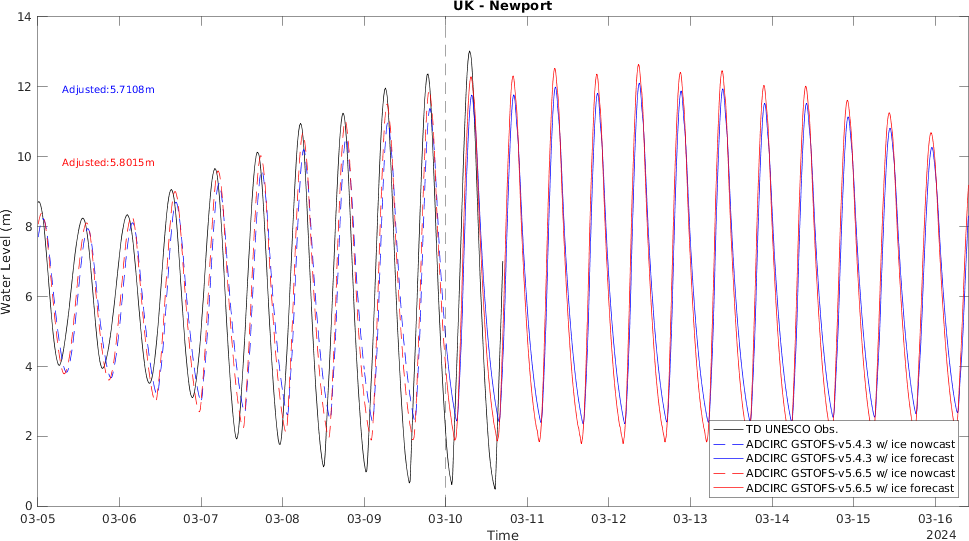 UK - Newport
14
12
10
8
6
4
2
0
Water Level (m)
Adjusted:5.7108m
Adjusted:5.8015m
TD UNESCO Obs.
ADCIRC GSTOFS-v5.4.3 w/ ice nowcast
ADCIRC GSTOFS-v5.4.3 w/ ice forecast
ADCIRC GSTOFS-v5.6.5 w/ ice nowcast
ADCIRC GSTOFS-v5.6.5 w/ ice forecast
03-05 03-06 03-07 03-08 03-09 03-10 03-11 03-12 03-13 03-14 03-15 03-16
2024
Time